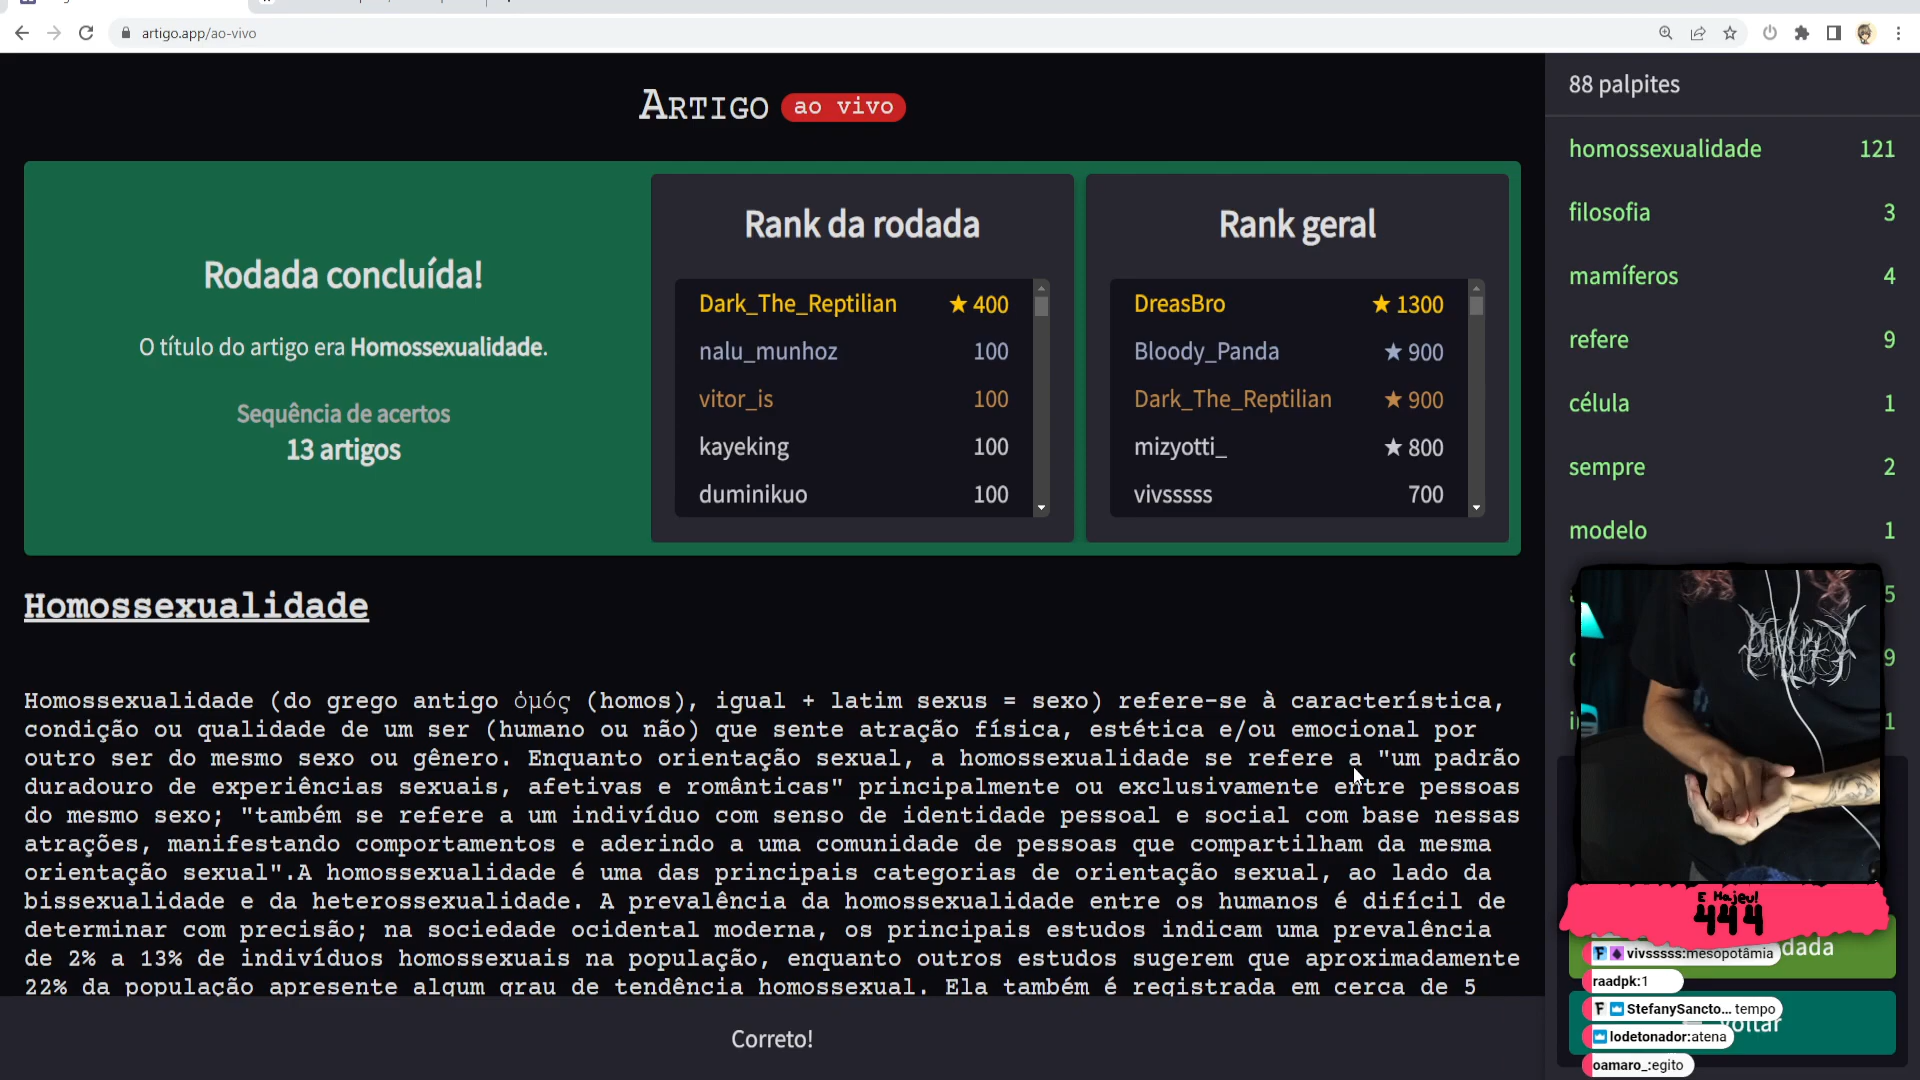 artigo.app/ao-vivo
ARTIGO ao vivo
Rodada concluída!
O título do artigo era Homossexualidade.
Sequência de acertos
13 artigos
Rank da rodada
Dark_The_Reptilian ★ 400
nalu_munhoz 100
vitor_is 100
kayeking 100
duminikuo 100
Rank geral
DreasBro ★ 1300
Bloody_Panda ★ 900
Dark_The_Reptilian ★ 900
mizyotti_ ★ 800
vivsssss 700
Homossexualidade
Homossexualidade (do grego antigo ὁμός (homos), igual + latim sexus = sexo) refere-se à característica,
condição ou qualidade de um ser (humano ou não) que sente atração física, estética e/ou emocional por
outro ser do mesmo sexo ou gênero. Enquanto orientação sexual, a homossexualidade se refere a "um padrão
duradouro de experiências sexuais, afetivas e românticas" principalmente ou exclusivamente entre pessoas
do mesmo sexo; "também se refere a um indivíduo com senso de identidade pessoal e social com base nessas
atrações, manifestando comportamentos e aderindo a uma comunidade de pessoas que compartilham da mesma
orientação sexual".A homossexualidade é uma das principais categorias de orientação sexual, ao lado da
bissexualidade e da heterossexualidade. A prevalência da homossexualidade entre os humanos é difícil de
determinar com precisão; na sociedade ocidental moderna, os principais estudos indicam uma prevalência
de 2% a 13% de indivíduos homossexuais na população, enquanto outros estudos sugerem que aproximadamente
22% da população apresente algum grau de tendência homossexual. Ela também é registrada em cerca de 5
Correto!
88 palpites
homossexualidade 121
filosofia 3
mamíferos 4
refere 9
célula 1
sempre 2
modelo 1
5
9
1
E Majeu!
444
dada
vivsssss:mesopotâmia
raadpk:1
StefanySancto... tempo
voltar
lodetonador:atena
oamaro_:egito